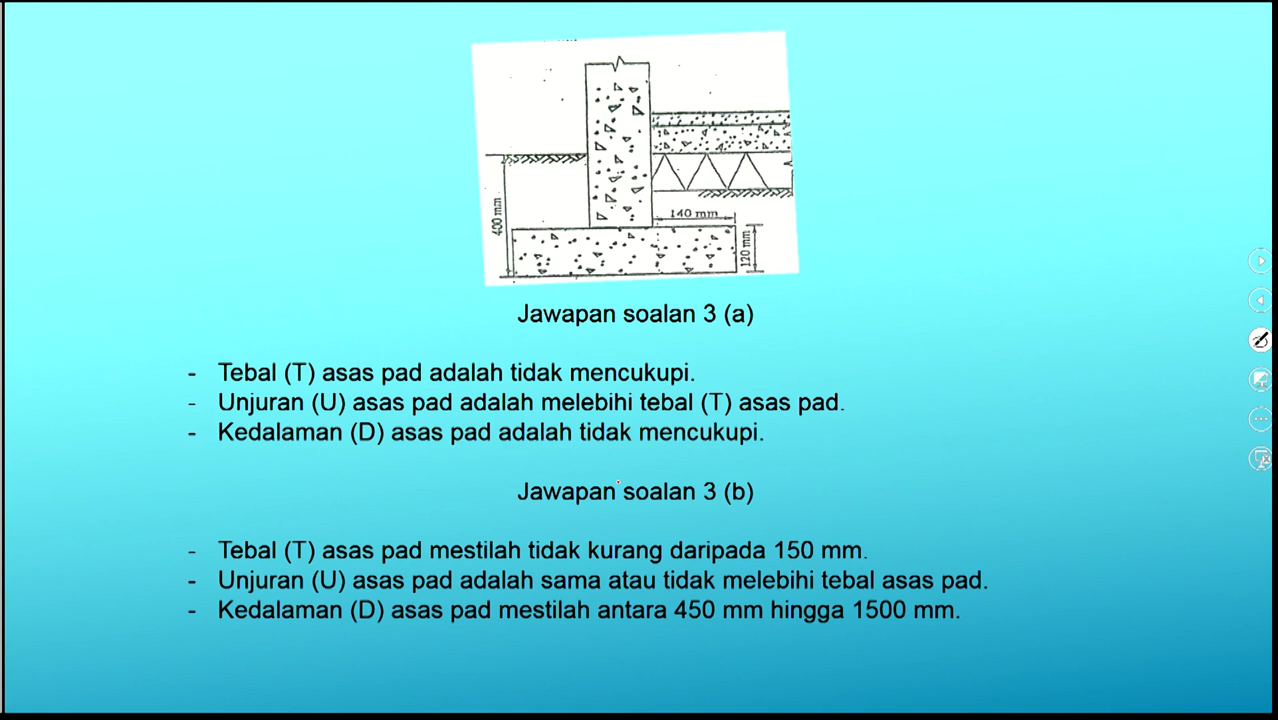 400 mm
140 mm
120 mm
Jawapan soalan 3 (a)
- Tebal (T) asas pad adalah tidak mencukupi.
- Unjuran (U) asas pad adalah melebihi tebal (T) asas pad.
- Kedalaman (D) asas pad adalah tidak mencukupi.
Jawapan soalan 3 (b)
- Tebal (T) asas pad mestilah tidak kurang daripada 150 mm.
- Unjuran (U) asas pad adalah sama atau tidak melebihi tebal asas pad.
- Kedalaman (D) asas pad mestilah antara 450 mm hingga 1500 mm.